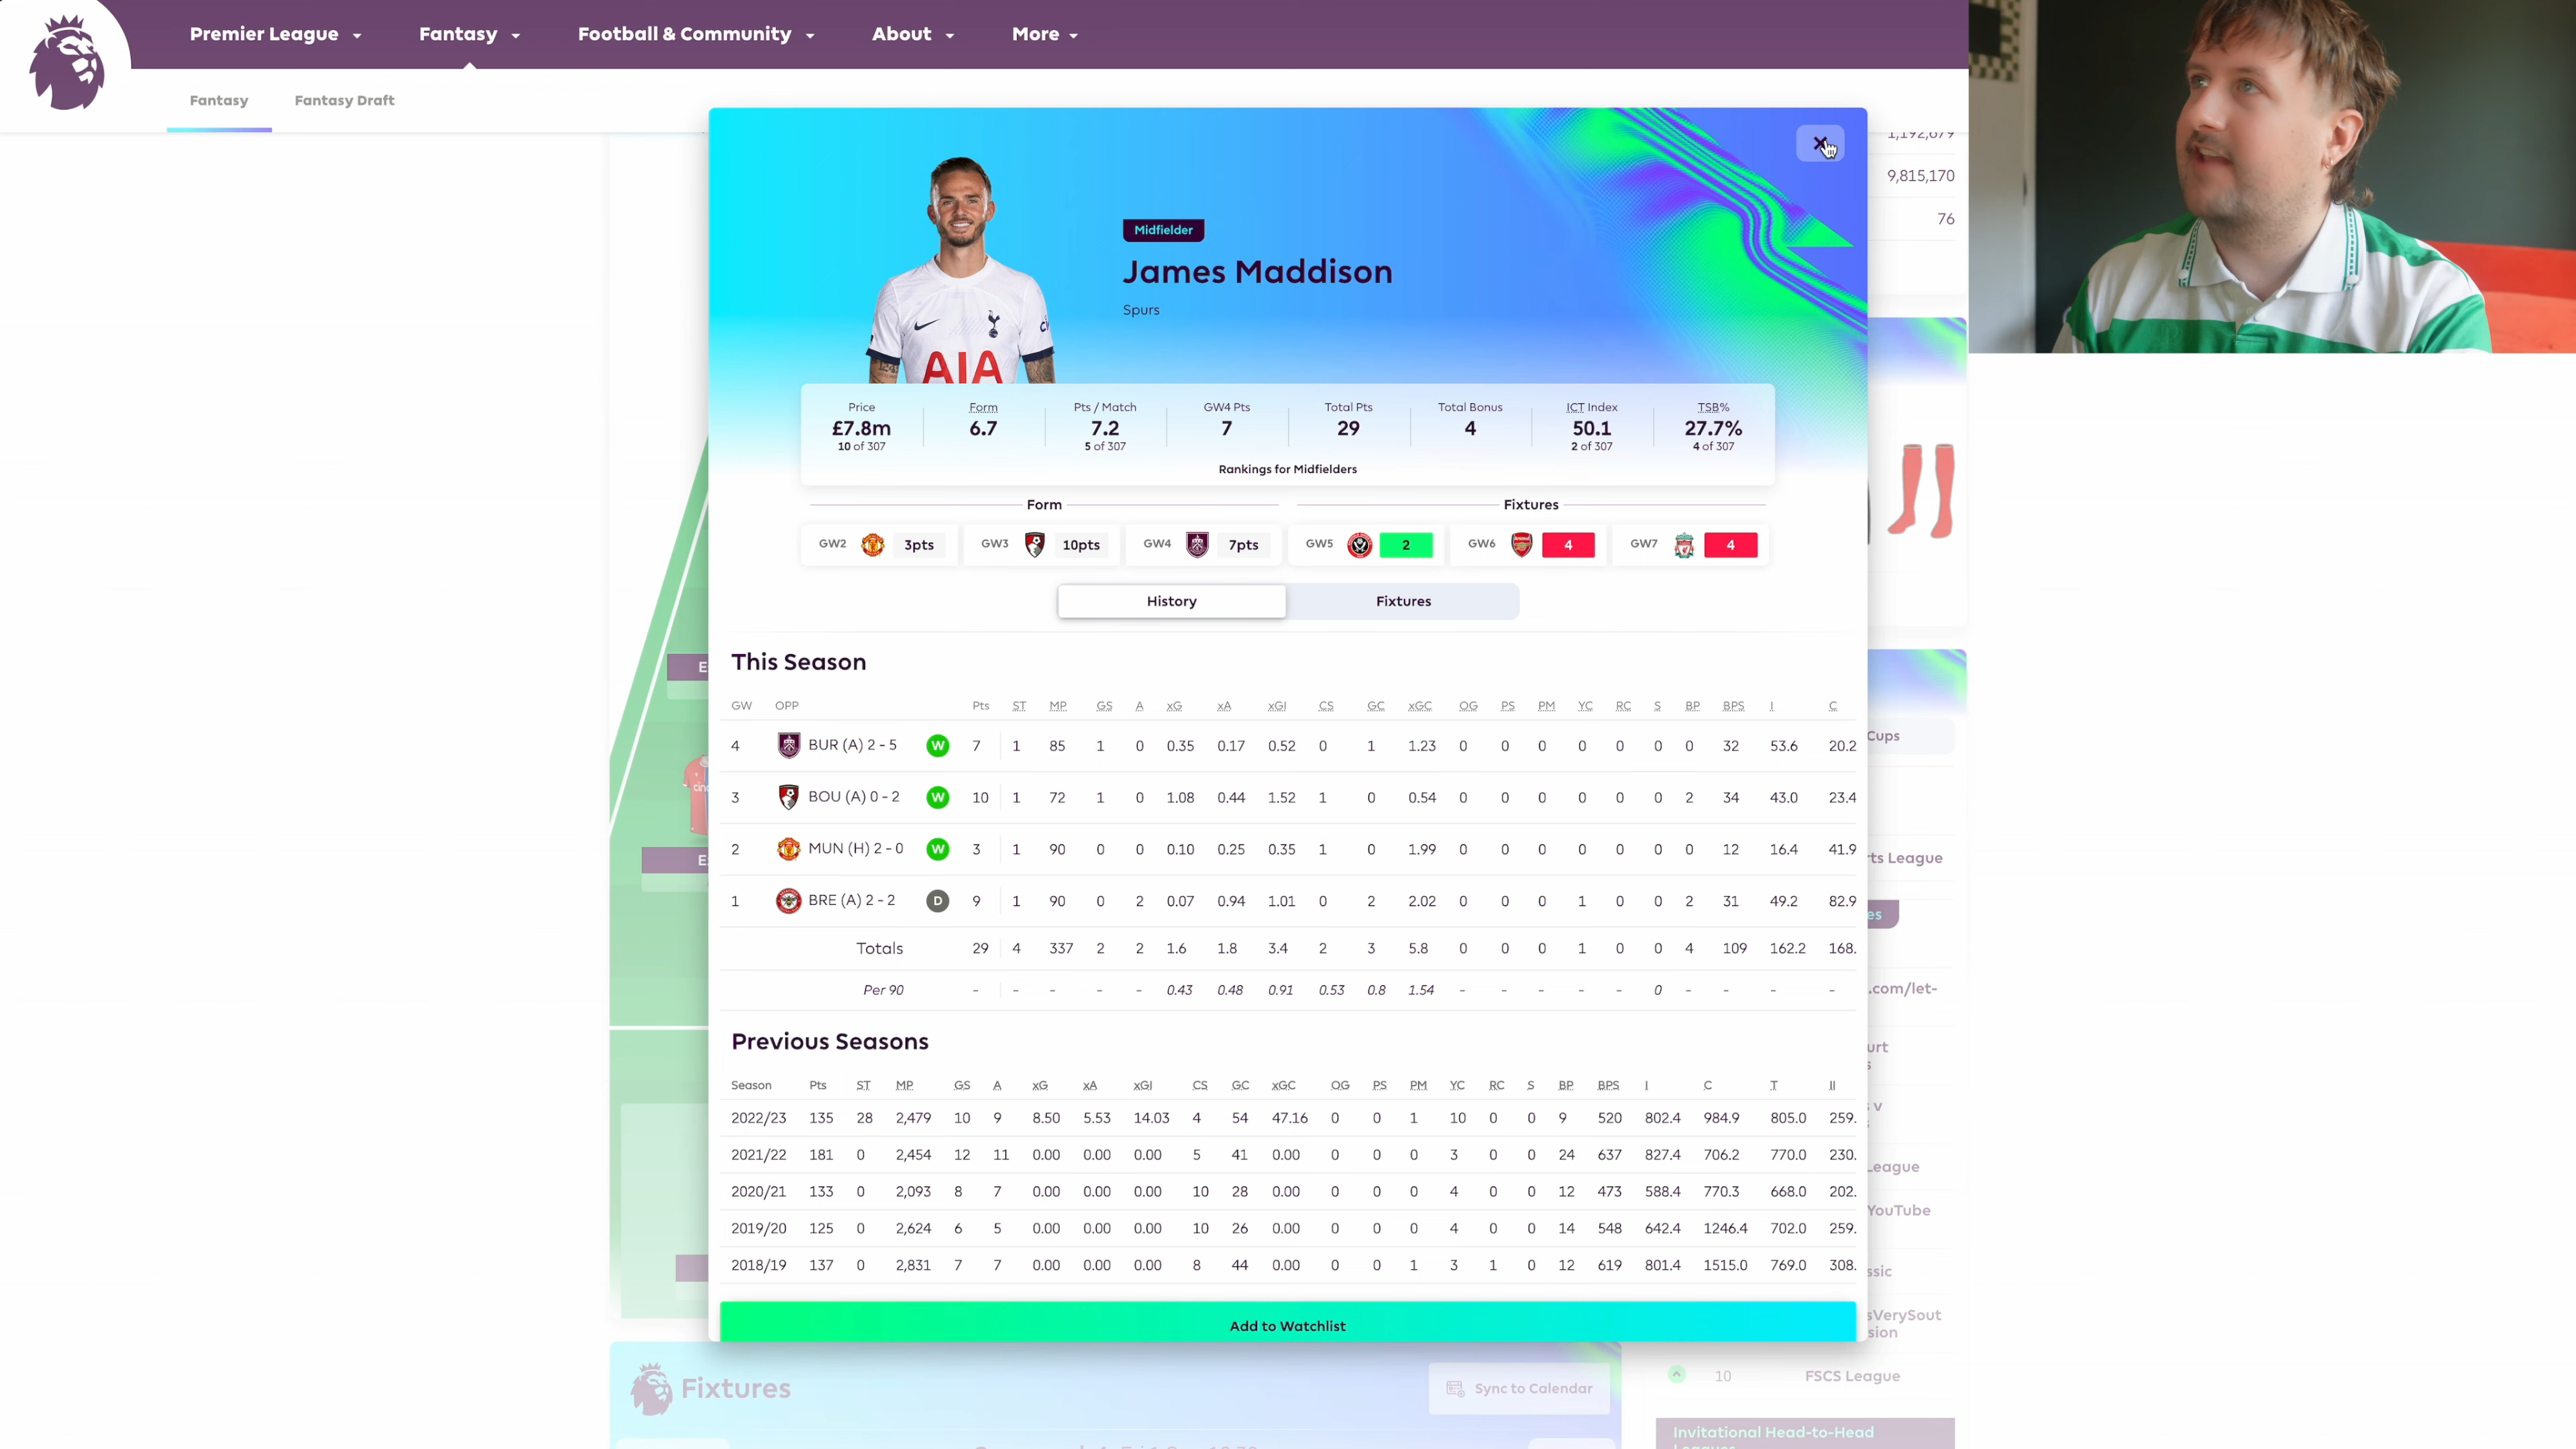 Premier League
Fantasy
Football & Community
About
More
Fantasy
Fantasy Draft
1,192,679
9,815,170
76
Midfielder
James Maddison
Spurs
AIA
Price Form Pts / Match GW4 Pts Total Pts Total Bonus ICT Index TSB%
£7.8m 6.7 7.2 7 29 4 50.1 27.7%
10 of 307 5 of 307 2 of 307 4 of 307
Rankings for Midfielders
Form Fixtures
GW2 3pts GW3 10pts GW4 7pts GW5 2 GW6 4 GW7 4
History Fixtures
This Season
GW OPP Pts ST MP GS A xG xA xGI CS GC xGC OG PS PM YC RC S BP BPS I C
4 BUR (A) 2 - 5 W 7 1 85 1 0 0.35 0.17 0.52 0 1 1.23 0 0 0 0 0 0 0 32 53.6 20.2
3 BOU (A) 0 - 2 W 10 1 72 1 0 1.08 0.44 1.52 1 0 0.54 0 0 0 0 0 0 2 34 43.0 23.4
2 MUN (H) 2 - 0 W 3 1 90 0 0 0.10 0.25 0.35 1 0 1.99 0 0 0 0 0 0 0 12 16.4 41.9
1 BRE (A) 2 - 2 D 9 1 90 0 2 0.07 0.94 1.01 0 2 2.02 0 0 0 1 0 0 2 31 49.2 82.9
Totals 29 4 337 2 2 1.6 1.8 3.4 2 3 5.8 0 0 0 1 0 0 4 109 162.2 168.
Per 90 - - - - - 0.43 0.48 0.91 0.53 0.8 1.54 - - - - - 0 - - - -
Previous Seasons
Season Pts ST MP GS A xG xA xGI CS GC xGC OG PS PM YC RC S BP BPS I C T II
2022/23 135 28 2,479 10 9 8.50 5.53 14.03 4 54 47.16 0 0 1 10 0 0 9 520 802.4 984.9 805.0 259.
2021/22 181 0 2,454 12 11 0.00 0.00 0.00 5 41 0.00 0 0 0 3 0 0 24 637 827.4 706.2 770.0 230.
2020/21 133 0 2,093 8 7 0.00 0.00 0.00 10 28 0.00 0 0 0 4 0 0 12 473 588.4 770.3 668.0 202.
2019/20 125 0 2,624 6 5 0.00 0.00 0.00 10 26 0.00 0 0 0 4 0 0 14 548 642.4 1246.4 702.0 259.
2018/19 137 0 2,831 7 7 0.00 0.00 0.00 8 44 0.00 0 0 1 3 1 0 12 619 801.4 1515.0 769.0 308.
Add to Watchlist
Cups
ts League
es
.com/let-
urt
s
v
League
YouTube
ssic
sVerySout
sion
10 FSCS League
Invitational Head-to-Head
Fixtures
Sync to Calendar